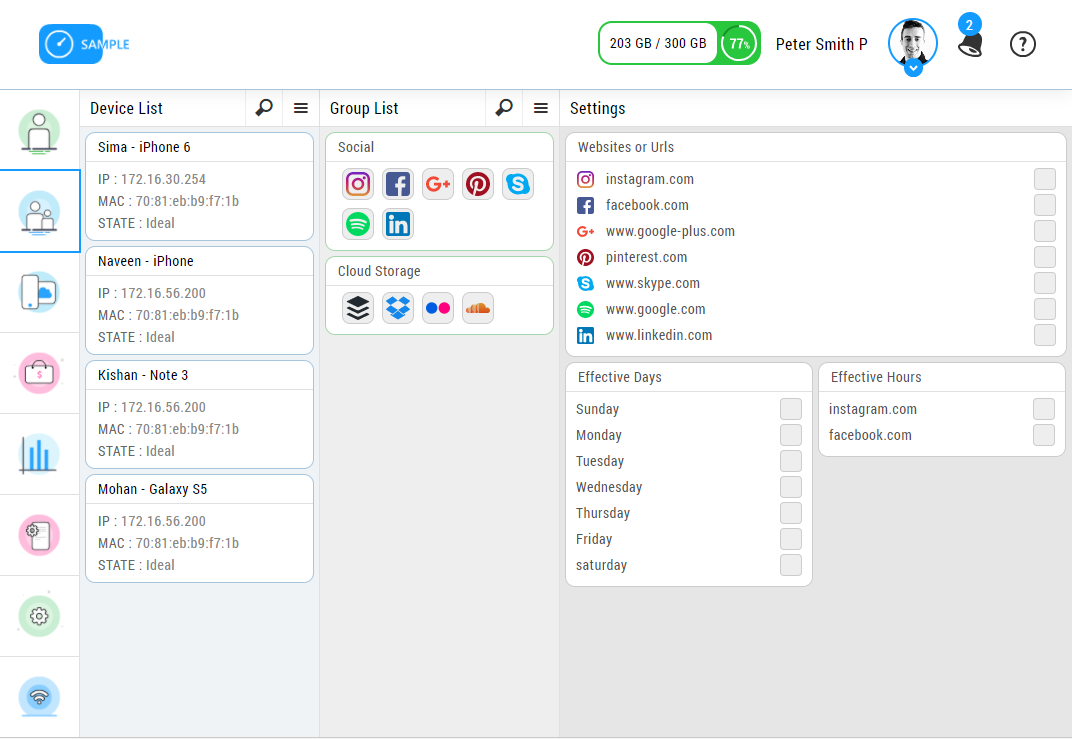 SAMPLE
203 GB / 300 GB
77%
Peter Smith P
2
?
Device List
Group List
Settings
Sima - iPhone 6
IP : 172.16.30.254
MAC : 70:81:eb:b9:f7:1b
STATE : Ideal
Naveen - iPhone
IP : 172.16.56.200
MAC : 70:81:eb:b9:f7:1b
STATE : Ideal
Kishan - Note 3
IP : 172.16.56.200
MAC : 70:81:eb:b9:f7:1b
STATE : Ideal
Mohan - Galaxy S5
IP : 172.16.56.200
MAC : 70:81:eb:b9:f7:1b
STATE : Ideal
Social
Cloud Storage
Websites or Urls
instagram.com
facebook.com
www.google-plus.com
pinterest.com
www.skype.com
www.google.com
www.linkedin.com
Effective Days
Sunday
Monday
Tuesday
Wednesday
Thursday
Friday
saturday
Effective Hours
instagram.com
facebook.com